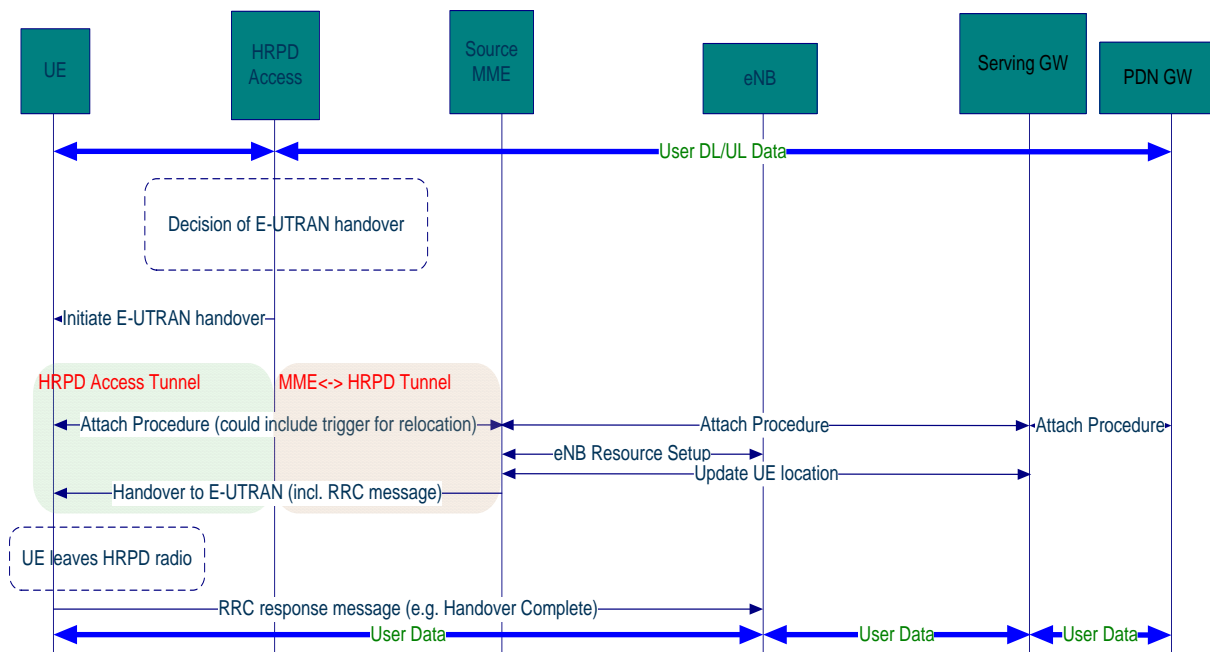 UE
HRPD
Access
Source
MME
eNB
Serving GW
PDN GW
User DL/UL Data
Decision of E-UTRAN handover
Initiate E-UTRAN handover
HRPD Access Tunnel
MME<-> HRPD Tunnel
Attach Procedure (could include trigger for relocation)
Attach Procedure
Attach Procedure
eNB Resource Setup
Update UE location
Handover to E-UTRAN (incl. RRC message)
UE leaves HRPD radio
RRC response message (e.g. Handover Complete)
User Data
User Data
User Data